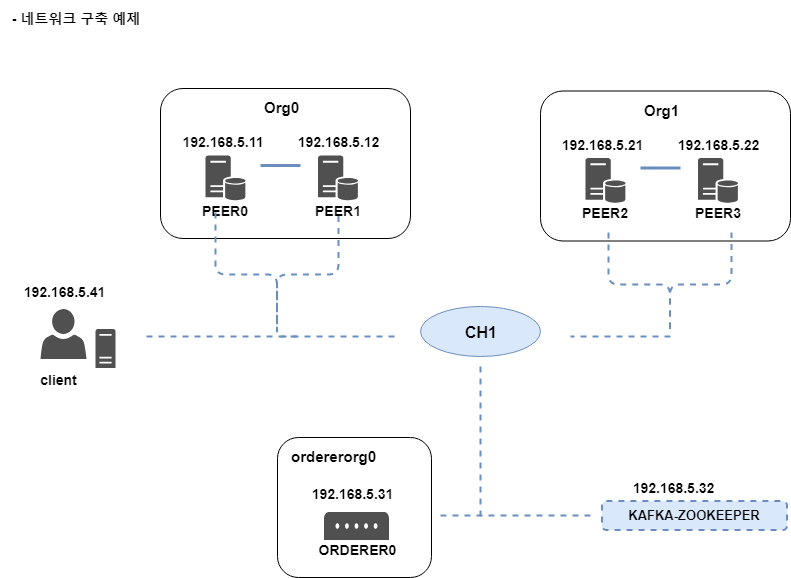 - 네트워크 구축 예제
Org0
192.168.5.11
192.168.5.12
PEER0
PEER1
Org1
192.168.5.21
192.168.5.22
PEER2
PEER3
192.168.5.41
client
CH1
ordererorg0
192.168.5.31
ORDERER0
192.168.5.32
KAFKA-ZOOKEEPER